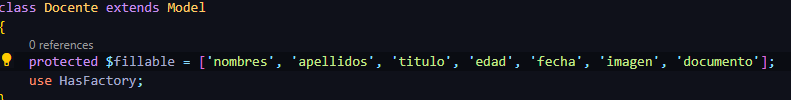 class Docente extends Model
{
0 references
protected $fillable = ['nombres', 'apellidos', 'titulo', 'edad', 'fecha', 'imagen', 'documento'];
use HasFactory;
}